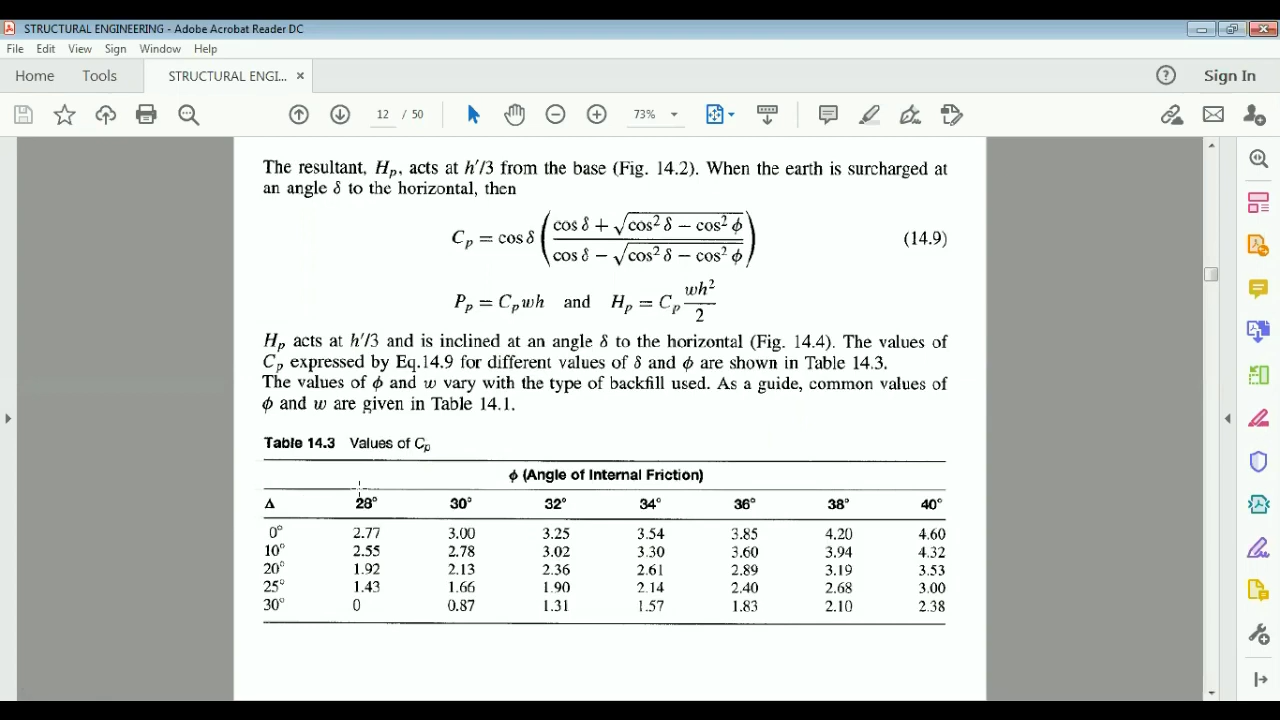 STRUCTURAL ENGINEERING - Adobe Acrobat Reader DC
File Edit View Sign Window Help
Home Tools STRUCTURAL ENGI... × Sign In
12 / 50 73%
The resultant, Hp, acts at h′/3 from the base (Fig. 14.2). When the earth is surcharged at
an angle δ to the horizontal, then
Cp = cos δ ( (cos δ + √(cos² δ − cos² ϕ)) / (cos δ − √(cos² δ − cos² ϕ)) ) (14.9)
Pp = Cpwh and Hp = Cp wh²/2
Hp acts at h′/3 and is inclined at an angle δ to the horizontal (Fig. 14.4). The values of
Cp expressed by Eq.14.9 for different values of δ and ϕ are shown in Table 14.3.
The values of ϕ and w vary with the type of backfill used. As a guide, common values of
ϕ and w are given in Table 14.1.
Table 14.3 Values of Cp
ϕ (Angle of Internal Friction)
Δ 28° 30° 32° 34° 36° 38° 40°
0° 2.77 3.00 3.25 3.54 3.85 4.20 4.60
10° 2.55 2.78 3.02 3.30 3.60 3.94 4.32
20° 1.92 2.13 2.36 2.61 2.89 3.19 3.53
25° 1.43 1.66 1.90 2.14 2.40 2.68 3.00
30° 0 0.87 1.31 1.57 1.83 2.10 2.38